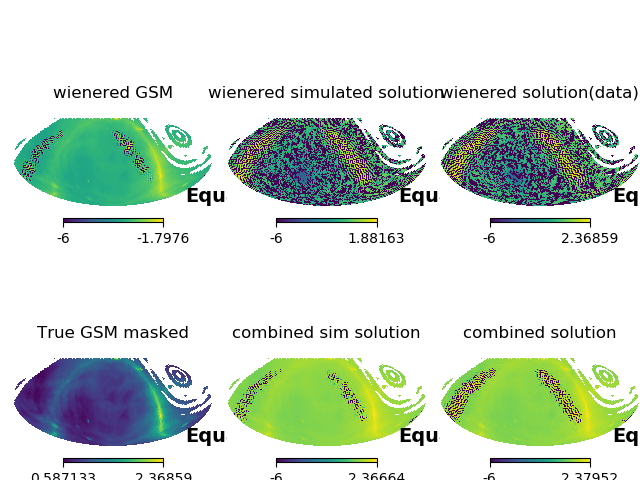 wienered GSM
wienered simulated solution
wienered solution(data)
Equ
Equ
Eq
-6
-1.7976
-6
1.88163
-6
2.36859
True GSM masked
combined sim solution
combined solution
Equ
Equ
Eq
0.587133
2.36859
-6
2.36664
-6
2.37952